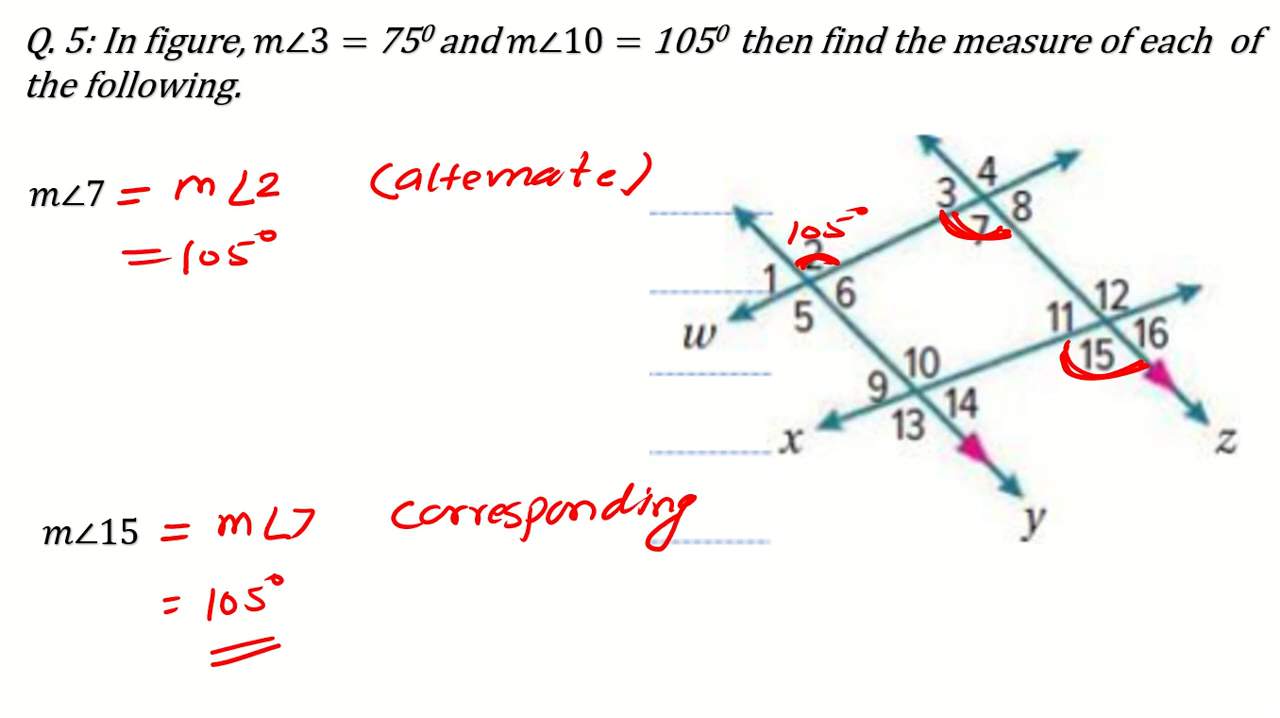 Q. 5: In figure, m∠3 = 75⁰ and m∠10 = 105⁰ then find the measure of each of
the following.
m∠7 = m∠2 (alternate)
= 105°
m∠15 = m∠7 corresponding
= 105°
4
3
8
7
105°
2
1
6
5
w
12
11
16
15
10
9
14
13
x
z
y